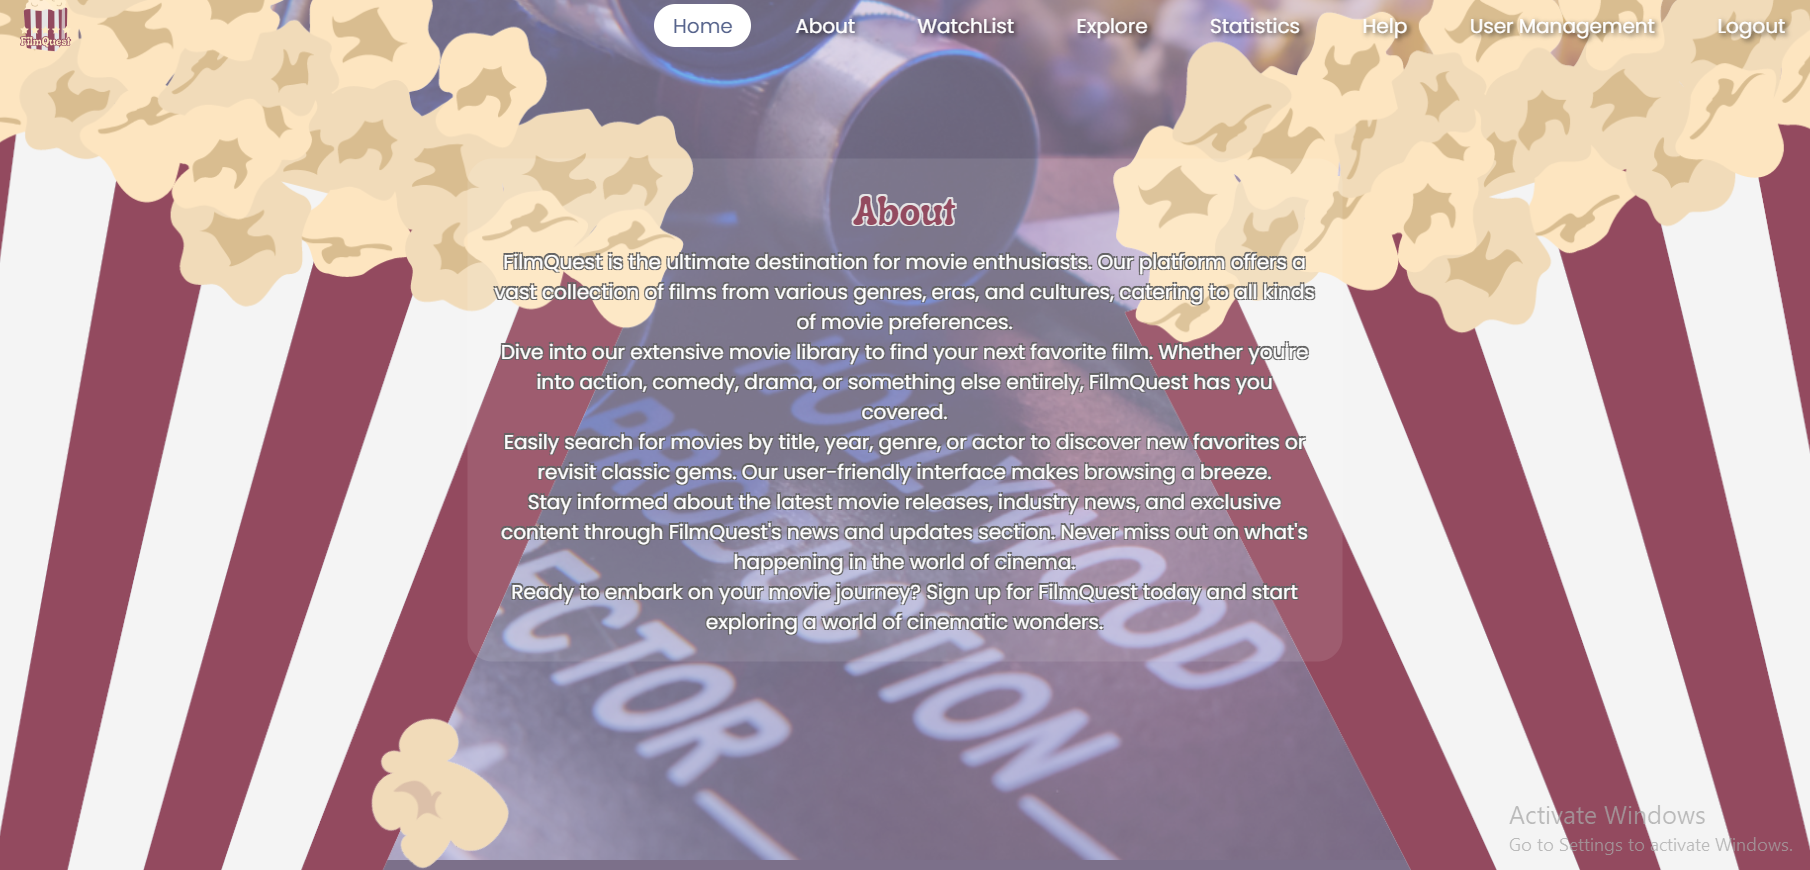 FilmQuest
Home About WatchList Explore Statistics Help User Management Logout
About
FilmQuest is the ultimate destination for movie enthusiasts. Our platform offers a
vast collection of films from various genres, eras, and cultures, catering to all kinds
of movie preferences.
Dive into our extensive movie library to find your next favorite film. Whether you're
into action, comedy, drama, or something else entirely, FilmQuest has you
covered.
Easily search for movies by title, year, genre, or actor to discover new favorites or
revisit classic gems. Our user-friendly interface makes browsing a breeze.
Stay informed about the latest movie releases, industry news, and exclusive
content through FilmQuest's news and updates section. Never miss out on what's
happening in the world of cinema.
Ready to embark on your movie journey? Sign up for FilmQuest today and start
exploring a world of cinematic wonders.
HOLLYWOOD
PRODUCTION
ECTOR
Activate Windows
Go to Settings to activate Windows.